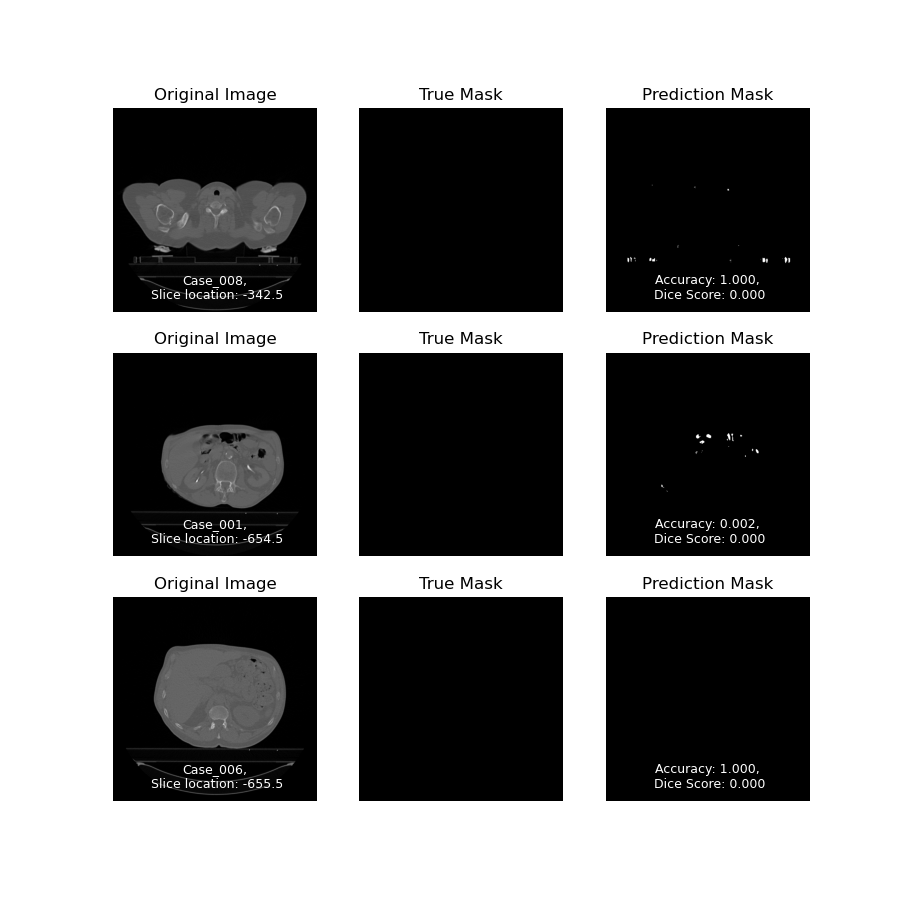 Original Image
True Mask
Prediction Mask
Case_008,
Slice location: -342.5
Accuracy: 1.000,
Dice Score: 0.000
Original Image
True Mask
Prediction Mask
Case_001,
Slice location: -654.5
Accuracy: 0.002,
Dice Score: 0.000
Original Image
True Mask
Prediction Mask
Case_006,
Slice location: -655.5
Accuracy: 1.000,
Dice Score: 0.000